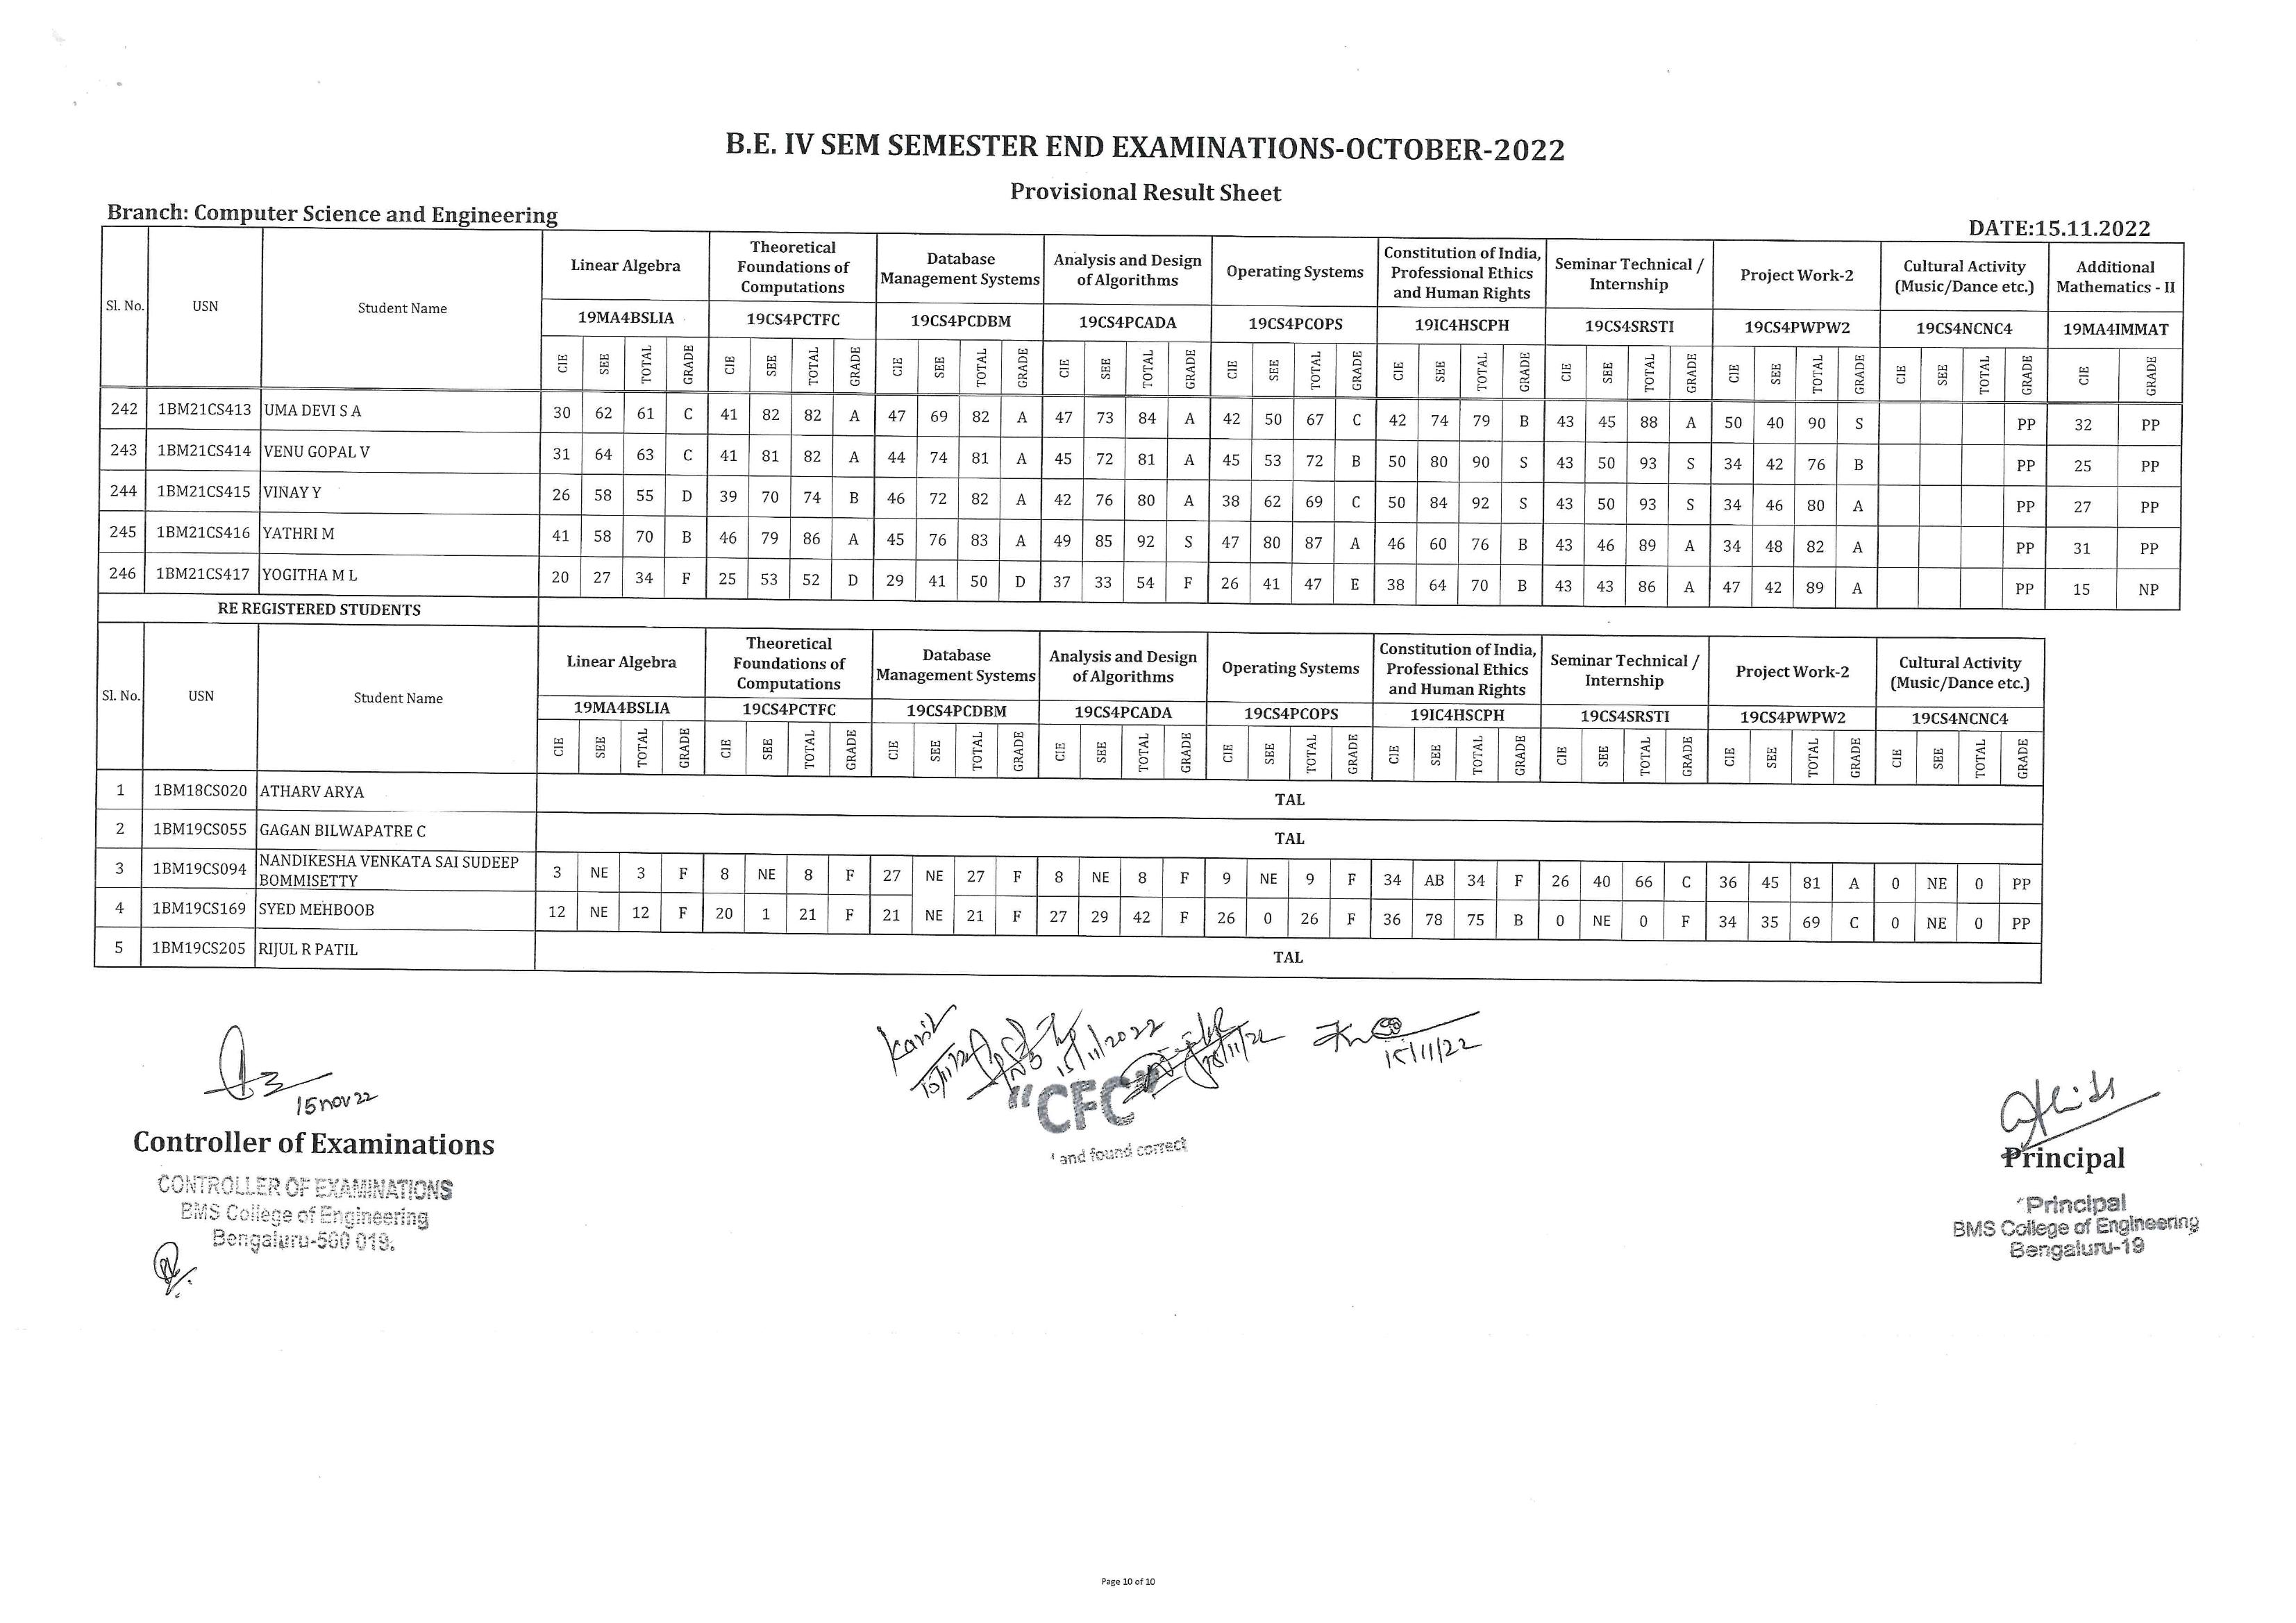 B.E. IV SEM SEMESTER END EXAMINATIONS-OCTOBER-2022
Provisional Result Sheet
Branch: Computer Science and Engineering
DATE:15.11.2022
Sl. No. USN Student Name Linear Algebra Theoretical Foundations of Computations Database Management Systems Analysis and Design of Algorithms Operating Systems Constitution of India, Professional Ethics and Human Rights Seminar Technical / Internship Project Work-2 Cultural Activity (Music/Dance etc.) Additional Mathematics - II
19MA4BSLIA 19CS4PCTFC 19CS4PCDBM 19CS4PCADA 19CS4PCOPS 19IC4HSCPH 19CS4SRSTI 19CS4PWPW2 19CS4NCNC4 19MA4IMMAT
CIE SEE TOTAL GRADE CIE SEE TOTAL GRADE CIE SEE TOTAL GRADE CIE SEE TOTAL GRADE CIE SEE TOTAL GRADE CIE SEE TOTAL GRADE CIE SEE TOTAL GRADE CIE SEE TOTAL GRADE CIE SEE TOTAL GRADE CIE GRADE
242 1BM21CS413 UMA DEVI S A 30 62 61 C 41 82 82 A 47 69 82 A 47 73 84 A 42 50 67 C 42 74 79 B 43 45 88 A 50 40 90 S PP 32 PP
243 1BM21CS414 VENU GOPAL V 31 64 63 C 41 81 82 A 44 74 81 A 45 72 81 A 45 53 72 B 50 80 90 S 43 50 93 S 34 42 76 B PP 25 PP
244 1BM21CS415 VINAY Y 26 58 55 D 39 70 74 B 46 72 82 A 42 76 80 A 38 62 69 C 50 84 92 S 43 50 93 S 34 46 80 A PP 27 PP
245 1BM21CS416 YATHRI M 41 58 70 B 46 79 86 A 45 76 83 A 49 85 92 S 47 80 87 A 46 60 76 B 43 46 89 A 34 48 82 A PP 31 PP
246 1BM21CS417 YOGITHA M L 20 27 34 F 25 53 52 D 29 41 50 D 37 33 54 F 26 41 47 E 38 64 70 B 43 43 86 A 47 42 89 A PP 15 NP
RE REGISTERED STUDENTS
Sl. No. USN Student Name Linear Algebra Theoretical Foundations of Computations Database Management Systems Analysis and Design of Algorithms Operating Systems Constitution of India, Professional Ethics and Human Rights Seminar Technical / Internship Project Work-2 Cultural Activity (Music/Dance etc.)
19MA4BSLIA 19CS4PCTFC 19CS4PCDBM 19CS4PCADA 19CS4PCOPS 19IC4HSCPH 19CS4SRSTI 19CS4PWPW2 19CS4NCNC4
CIE SEE TOTAL GRADE CIE SEE TOTAL GRADE CIE SEE TOTAL GRADE CIE SEE TOTAL GRADE CIE SEE TOTAL GRADE CIE SEE TOTAL GRADE CIE SEE TOTAL GRADE CIE SEE TOTAL GRADE CIE SEE TOTAL GRADE
1 1BM18CS020 ATHARV ARYA TAL
2 1BM19CS055 GAGAN BILWAPATRE C TAL
3 1BM19CS094 NANDIKESHA VENKATA SAI SUDEEP BOMMISETTY 3 NE 3 F 8 NE 8 F 27 NE 27 F 8 NE 8 F 9 NE 9 F 34 AB 34 F 26 40 66 C 36 45 81 A 0 NE 0 PP
4 1BM19CS169 SYED MEHBOOB 12 NE 12 F 20 1 21 F 21 NE 21 F 27 29 42 F 26 0 26 F 36 78 75 B 0 NE 0 F 34 35 69 C 0 NE 0 PP
5 1BM19CS205 RIJUL R PATIL TAL
15/11/2022
15/11/22
15/11/22
15 nov 22
"CFC"
and found correct
Controller of Examinations
CONTROLLER OF EXAMINATIONS
BMS College of Engineering
Bengaluru-560 019.
Principal
Principal
BMS College of Engineering
Bengaluru-19
Page 10 of 10